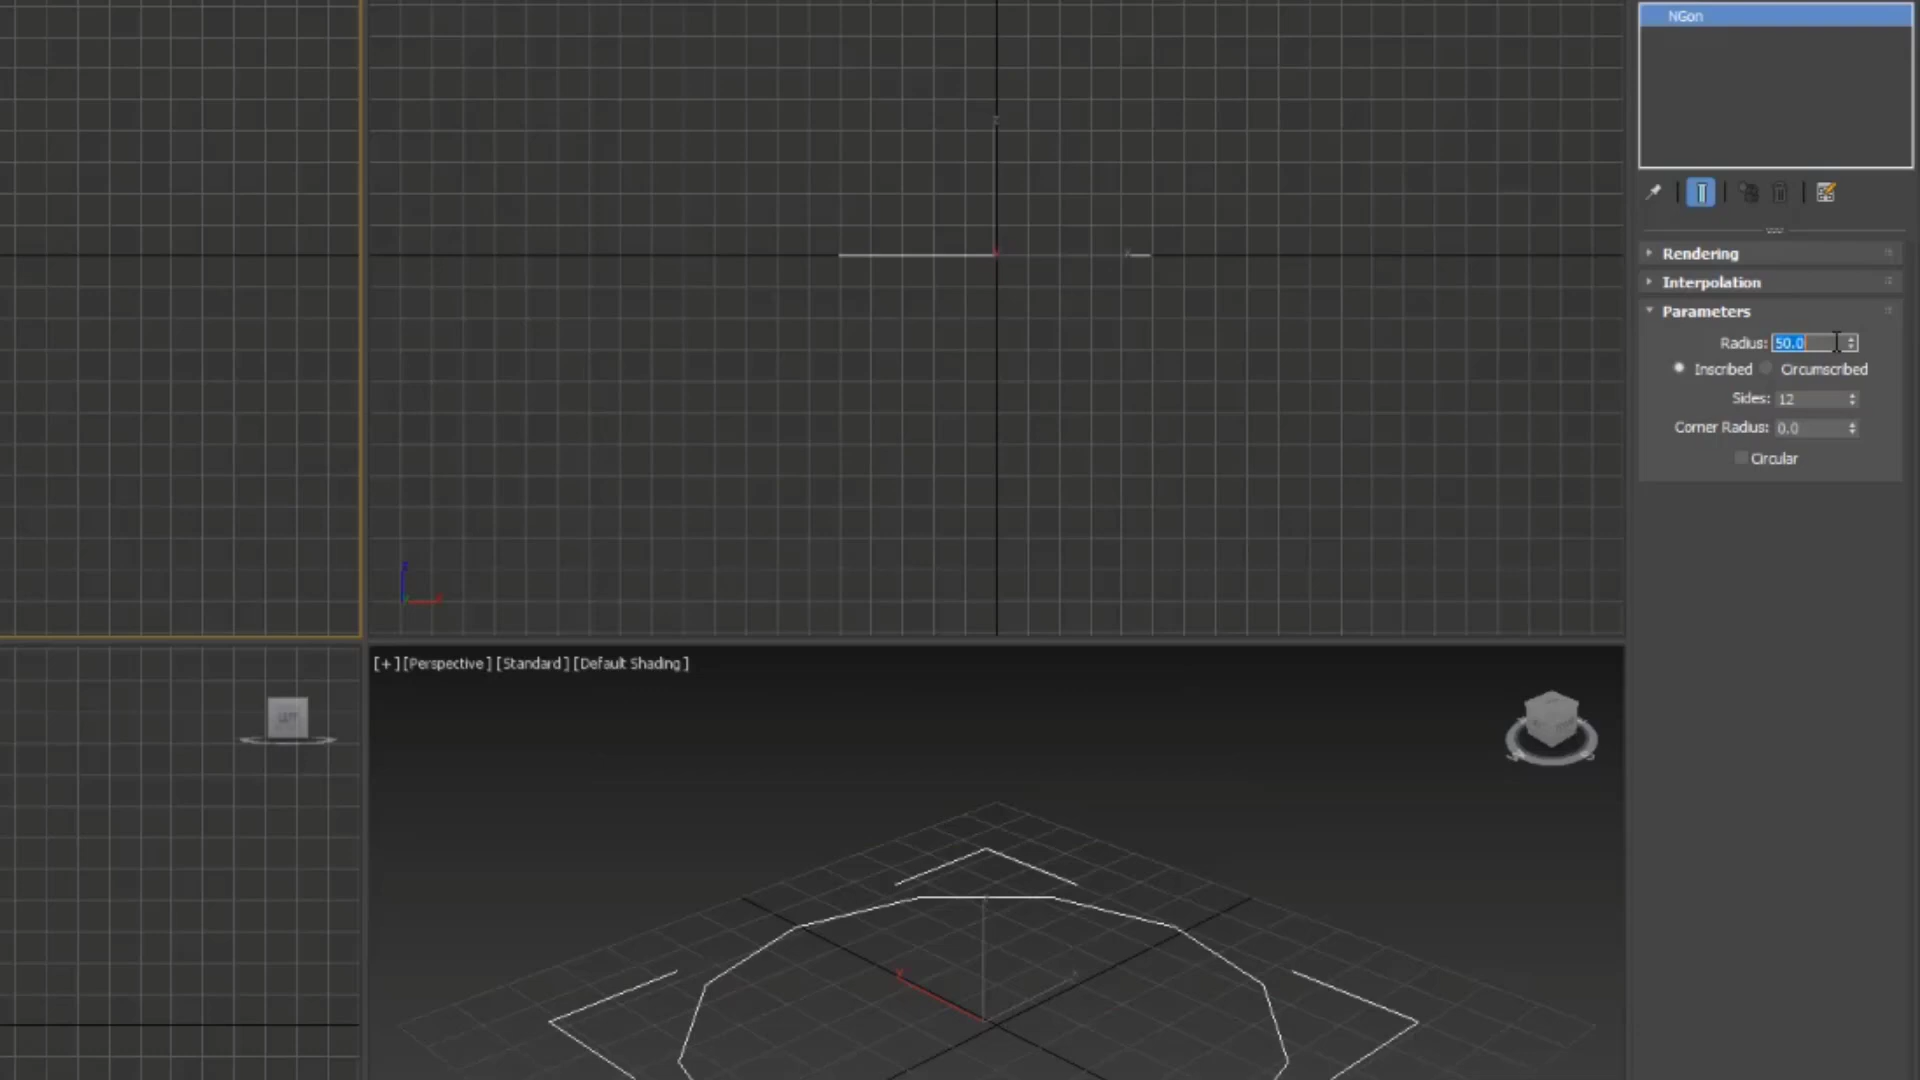 NGon
Rendering
Interpolation
Parameters
Radius: 50.0
Inscribed Circumscribed
Sides: 12
Corner Radius: 0.0
Circular
z
x
z
x
[+] [Perspective] [Standard] [Default Shading]
LEFT